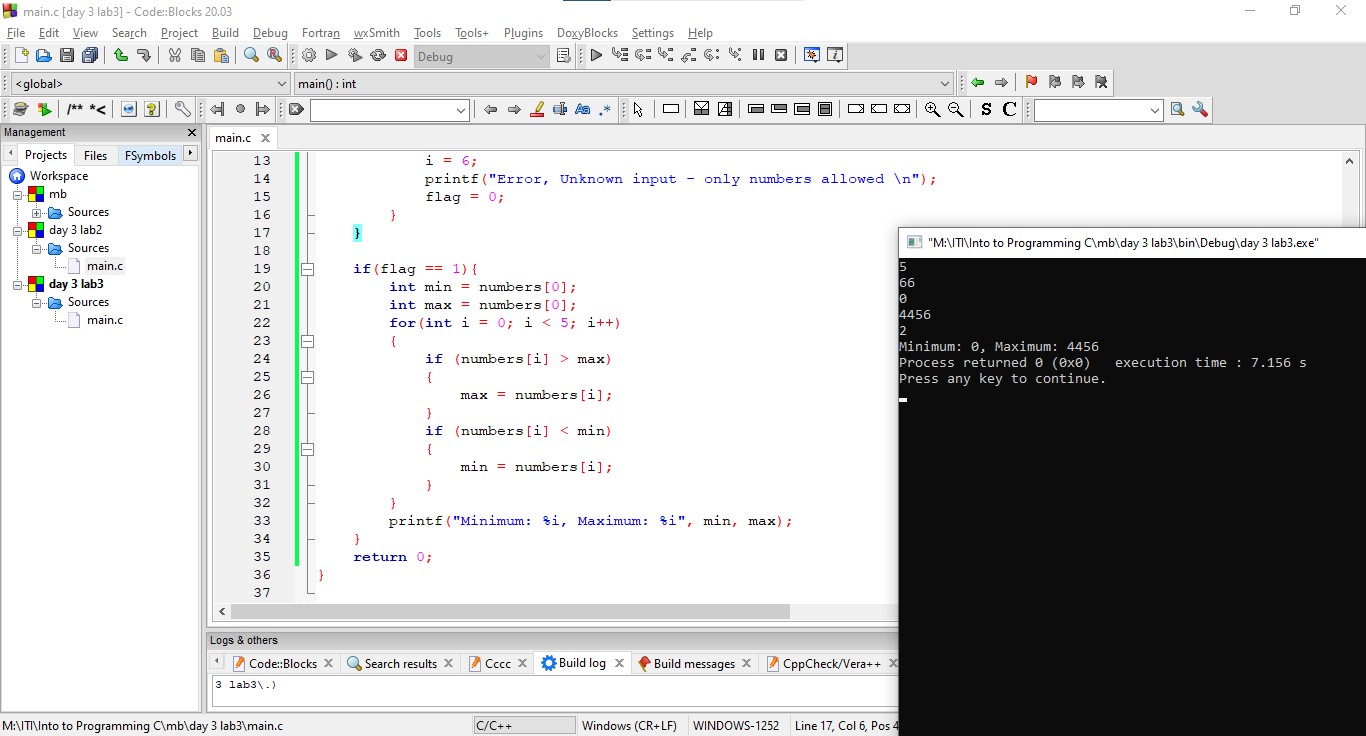 main.c [day 3 lab3] - Code::Blocks 20.03
File Edit View Search Project Build Debug Fortran wxSmith Tools Tools+ Plugins DoxyBlocks Settings Help
Debug
<global> main() : int
/** *< Aa .* S C
Management
Projects Files FSymbols
Workspace
mb
Sources
day 3 lab2
Sources
main.c
day 3 lab3
Sources
main.c
main.c
13 i = 6;
14 printf("Error, Unknown input - only numbers allowed \n");
15 flag = 0;
16 }
17 }
18
19 if(flag == 1){
20 int min = numbers[0];
21 int max = numbers[0];
22 for(int i = 0; i < 5; i++)
23 {
24 if (numbers[i] > max)
25 {
26 max = numbers[i];
27 }
28 if (numbers[i] < min)
29 {
30 min = numbers[i];
31 }
32 }
33 printf("Minimum: %i, Maximum: %i", min, max);
34 }
35 return 0;
36 }
37
"M:\ITI\Into to Programming C\mb\day 3 lab3\bin\Debug\day 3 lab3.exe"
5
66
0
4456
2
Minimum: 0, Maximum: 4456
Process returned 0 (0x0) execution time : 7.156 s
Press any key to continue.
Logs & others
Code::Blocks Search results Cccc Build log Build messages CppCheck/Vera++
3 lab3\.)
M:\ITI\Into to Programming C\mb\day 3 lab3\main.c C/C++ Windows (CR+LF) WINDOWS-1252 Line 17, Col 6, Pos 4